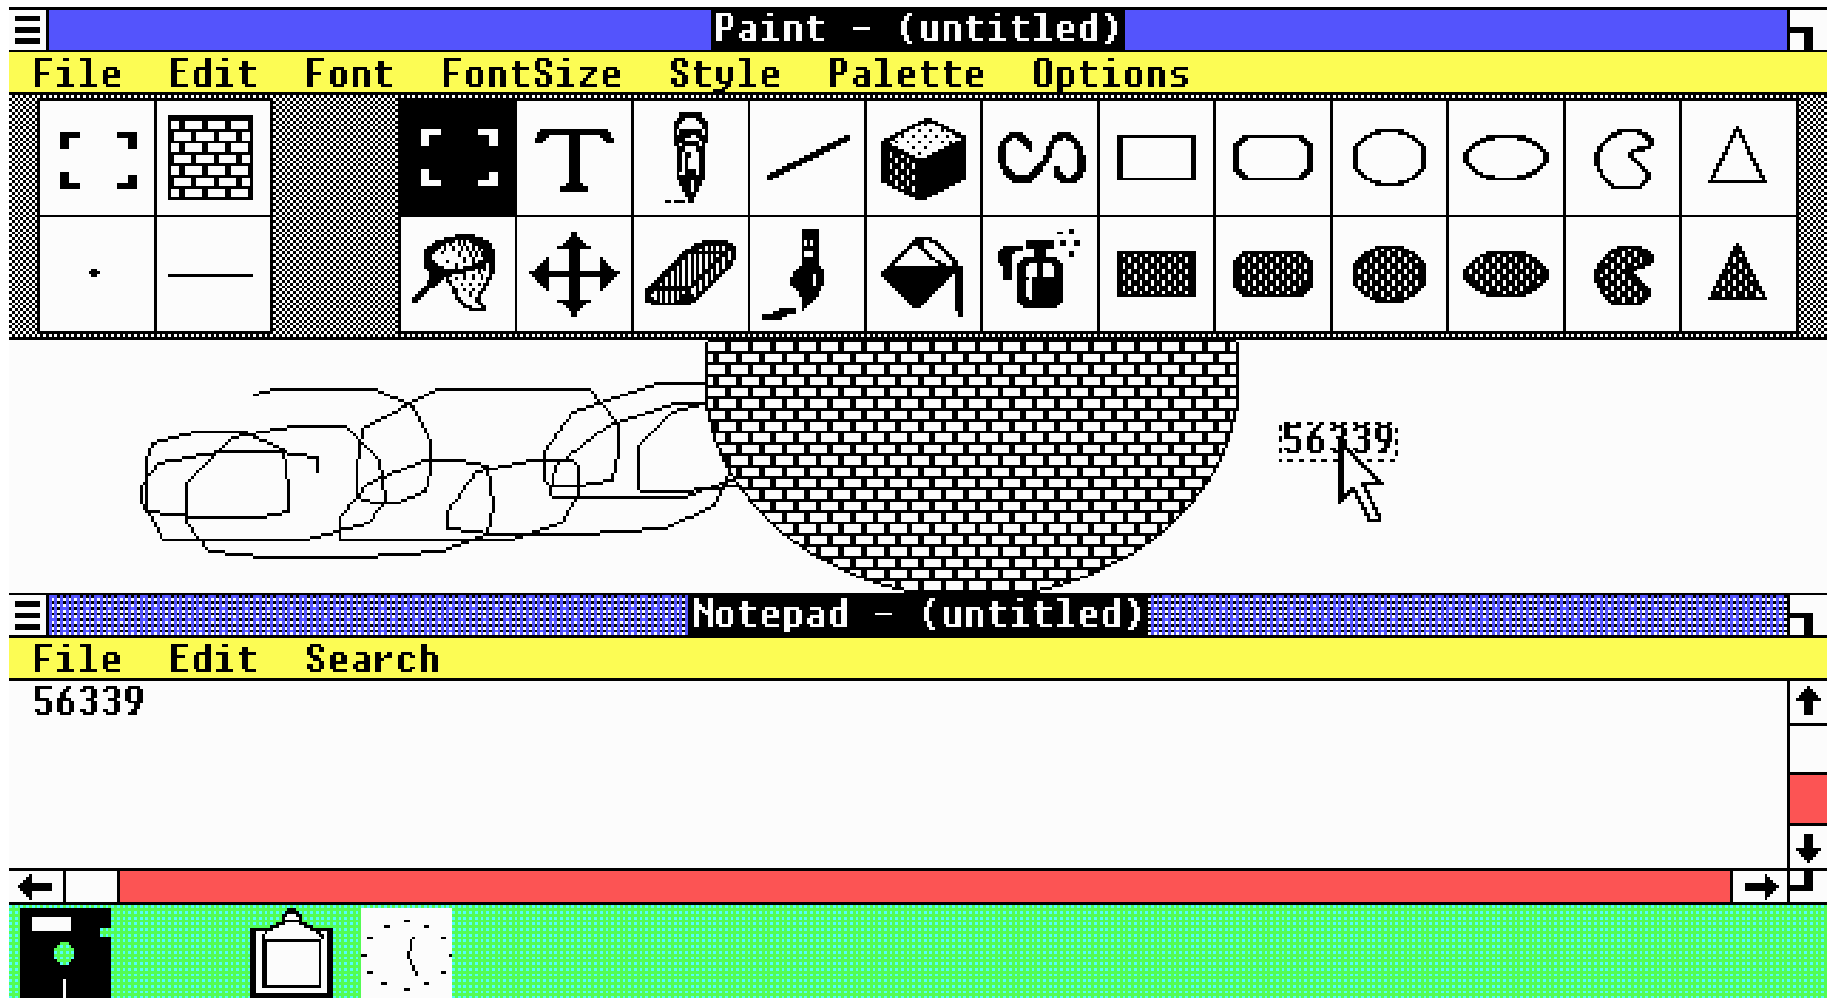 Paint - (untitled)
File Edit Font FontSize Style Palette Options
T
56339
Notepad - (untitled)
File Edit Search
56339